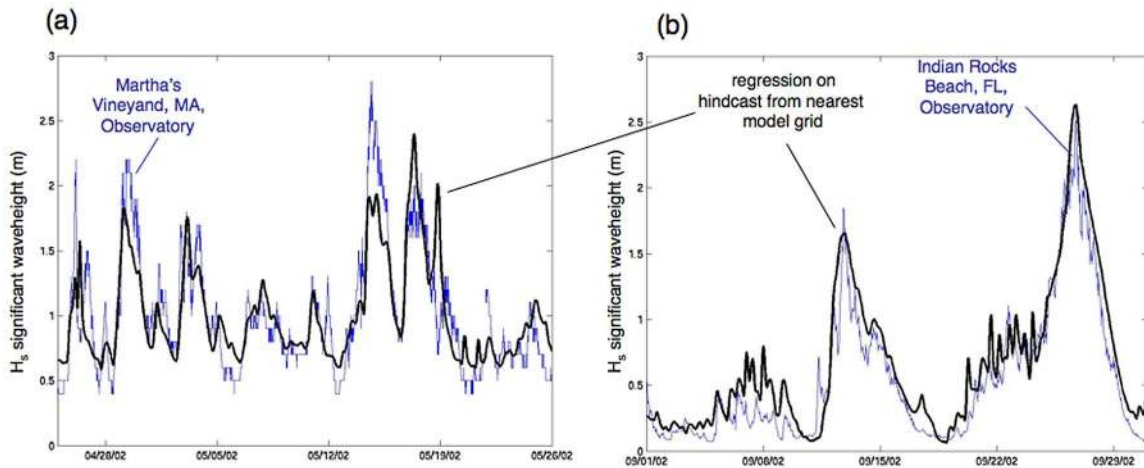 (a)
(b)
3
2.5
2
1.5
1
0.5
0
H_s significant waveheight (m)
Martha's
Vineyand, MA,
Observatory
04/28/02 05/05/02 05/12/02 05/19/02 05/26/02
regression on
hindcast from nearest
model grid
3
2.5
2
1.5
1
0.5
0
H_s significant waveheight (m)
Indian Rocks
Beach, FL,
Observatory
09/01/02 09/08/02 09/15/02 09/22/02 09/29/02